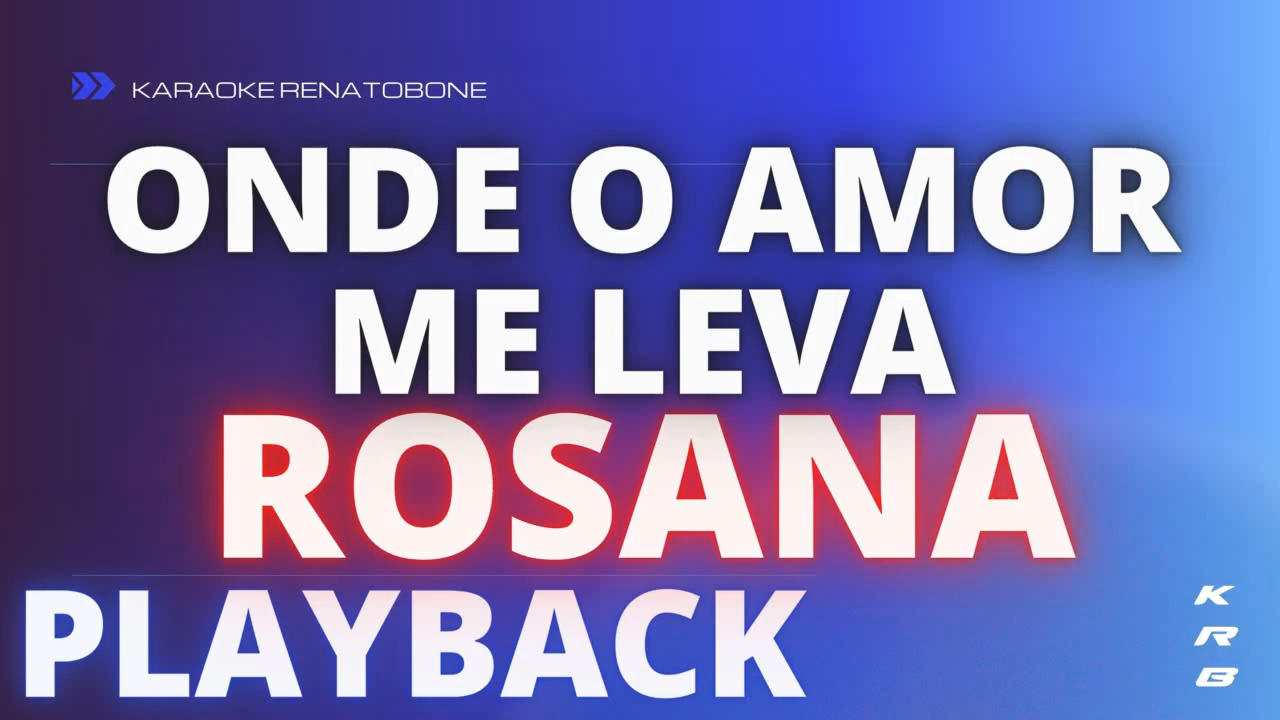 KARAOKE RENATOBONE
ONDE O AMOR
ME LEVA
ROSANA
PLAYBACK
K
R
B